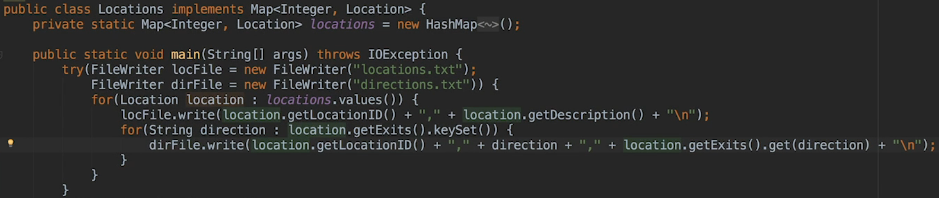 public class Locations implements Map<Integer, Location> {
    private static Map<Integer, Location> locations = new HashMap<~>();

    public static void main(String[] args) throws IOException {
        try(FileWriter locFile = new FileWriter("locations.txt");
            FileWriter dirFile = new FileWriter("directions.txt")) {
            for(Location location : locations.values()) {
                locFile.write(location.getLocationID() + "," + location.getDescription() + "\n");
                for(String direction : location.getExits().keySet()) {
                    dirFile.write(location.getLocationID() + "," + direction + "," + location.getExits().get(direction) + "\n");
                }
            }
        }